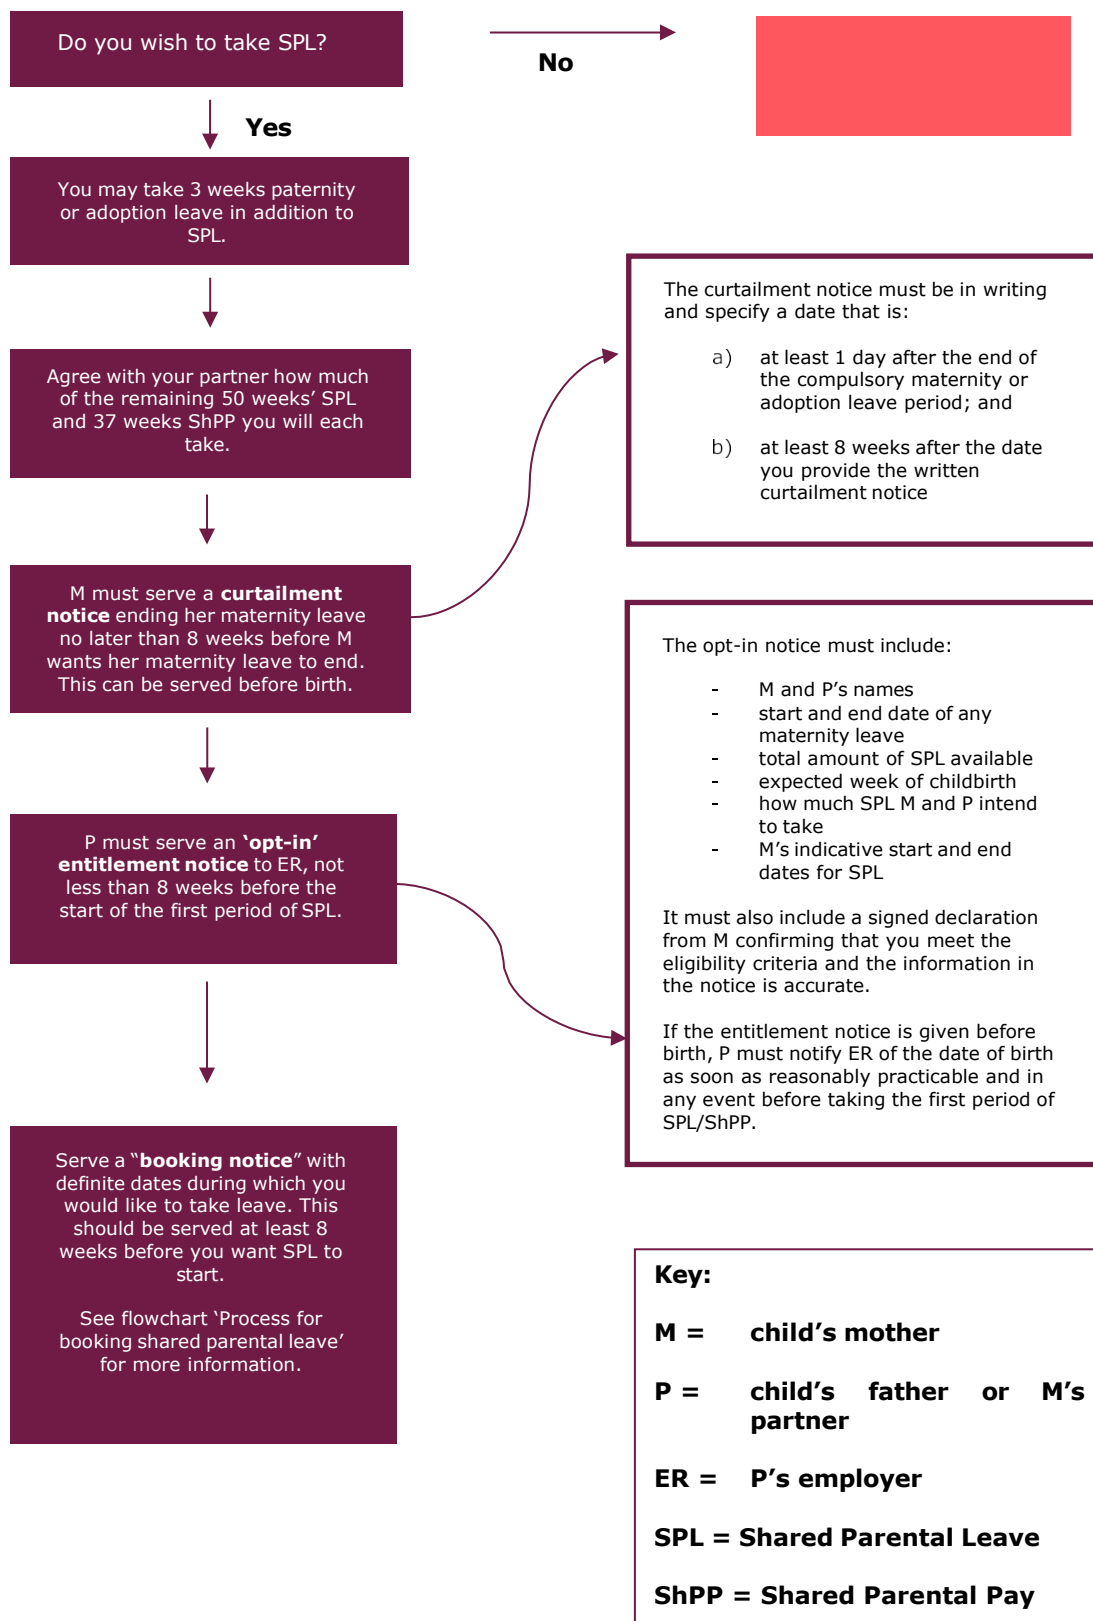 Do you wish to take SPL?
No
Yes
You may take 3 weeks paternity
or adoption leave in addition to
SPL.
Agree with your partner how much
of the remaining 50 weeks’ SPL
and 37 weeks ShPP you will each
take.
M must serve a curtailment
notice ending her maternity leave
no later than 8 weeks before M
wants her maternity leave to end.
This can be served before birth.
The curtailment notice must be in writing
and specify a date that is:
a) at least 1 day after the end of
the compulsory maternity or
adoption leave period; and
b) at least 8 weeks after the date
you provide the written
curtailment notice
P must serve an ‘opt-in’
entitlement notice to ER, not
less than 8 weeks before the
start of the first period of SPL.
The opt-in notice must include:
- M and P’s names
- start and end date of any
maternity leave
- total amount of SPL available
- expected week of childbirth
- how much SPL M and P intend
to take
- M’s indicative start and end
dates for SPL
It must also include a signed declaration
from M confirming that you meet the
eligibility criteria and the information in
the notice is accurate.
If the entitlement notice is given before
birth, P must notify ER of the date of birth
as soon as reasonably practicable and in
any event before taking the first period of
SPL/ShPP.
Serve a “booking notice” with
definite dates during which you
would like to take leave. This
should be served at least 8
weeks before you want SPL to
start.
See flowchart ‘Process for
booking shared parental leave’
for more information.
Key:
M = child’s mother
P = child’s father or M’s
partner
ER = P’s employer
SPL = Shared Parental Leave
ShPP = Shared Parental Pay